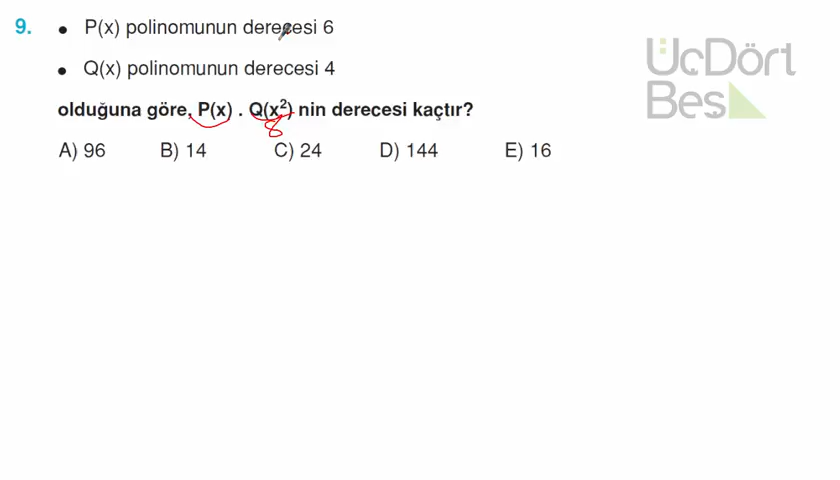 9. • P(x) polinomunun derecesi 6
• Q(x) polinomunun derecesi 4
olduğuna göre, P(x) . Q(x²) nin derecesi kaçtır?
8
A) 96 B) 14 C) 24 D) 144 E) 16
ÜçDört
Beş